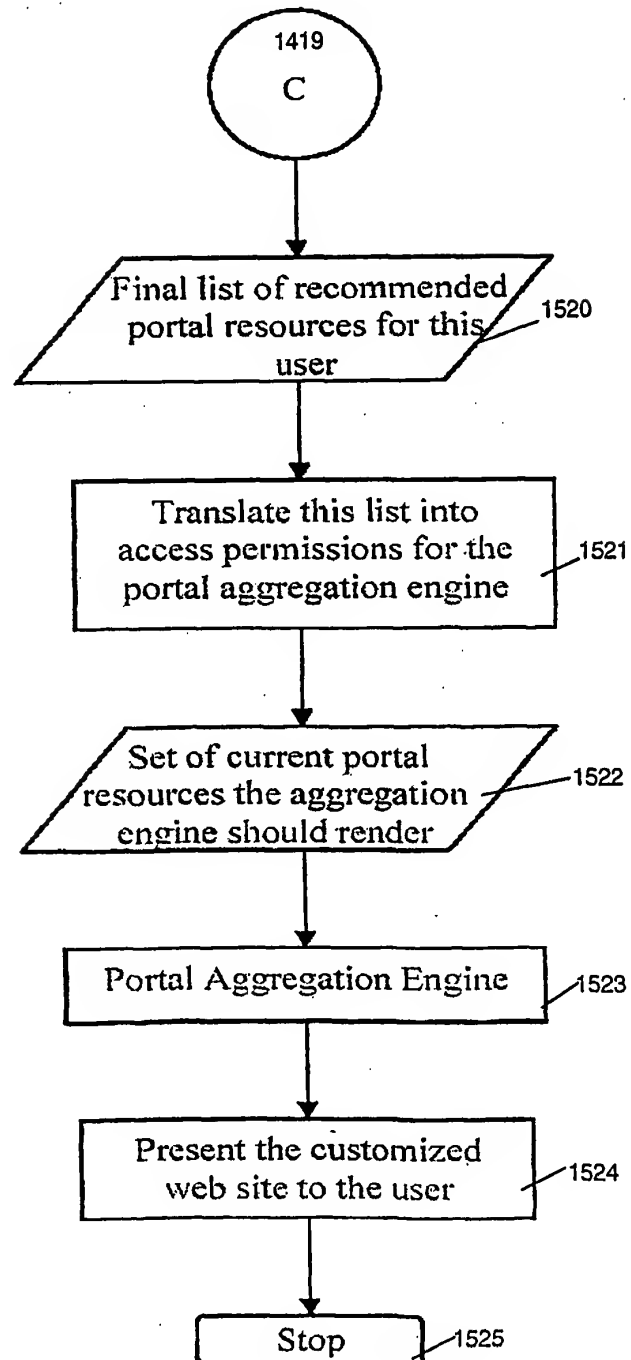 1419
C
Final list of recommended
portal resources for this
user
1520
Translate this list into
access permissions for the
portal aggregation engine
1521
Set of current portal
resources the aggregation
engine should render
1522
Portal Aggregation Engine
1523
Present the customized
web site to the user
1524
Stop
1525